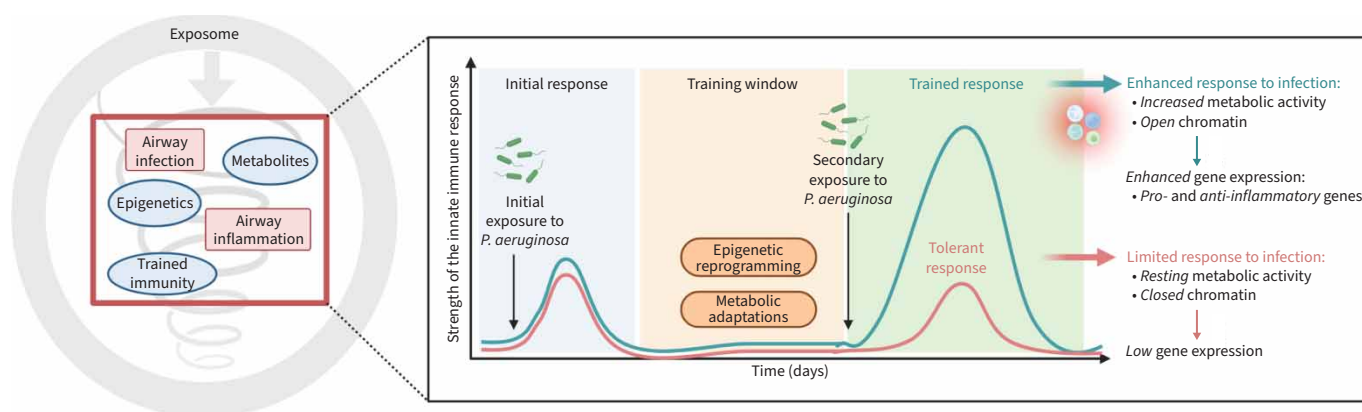 Exposome
Airway
infection
Metabolites
Epigenetics
Airway
inflammation
Trained
immunity
Strength of the innate immune response
Initial response
Initial
exposure to
P. aeruginosa
Training window
Epigenetic
reprogramming
Metabolic
adaptations
Secondary
exposure to
P. aeruginosa
Trained response
Tolerant
response
Time (days)
Enhanced response to infection:
• Increased metabolic activity
• Open chromatin
Enhanced gene expression:
• Pro- and anti-inflammatory genes
Limited response to infection:
• Resting metabolic activity
• Closed chromatin
Low gene expression